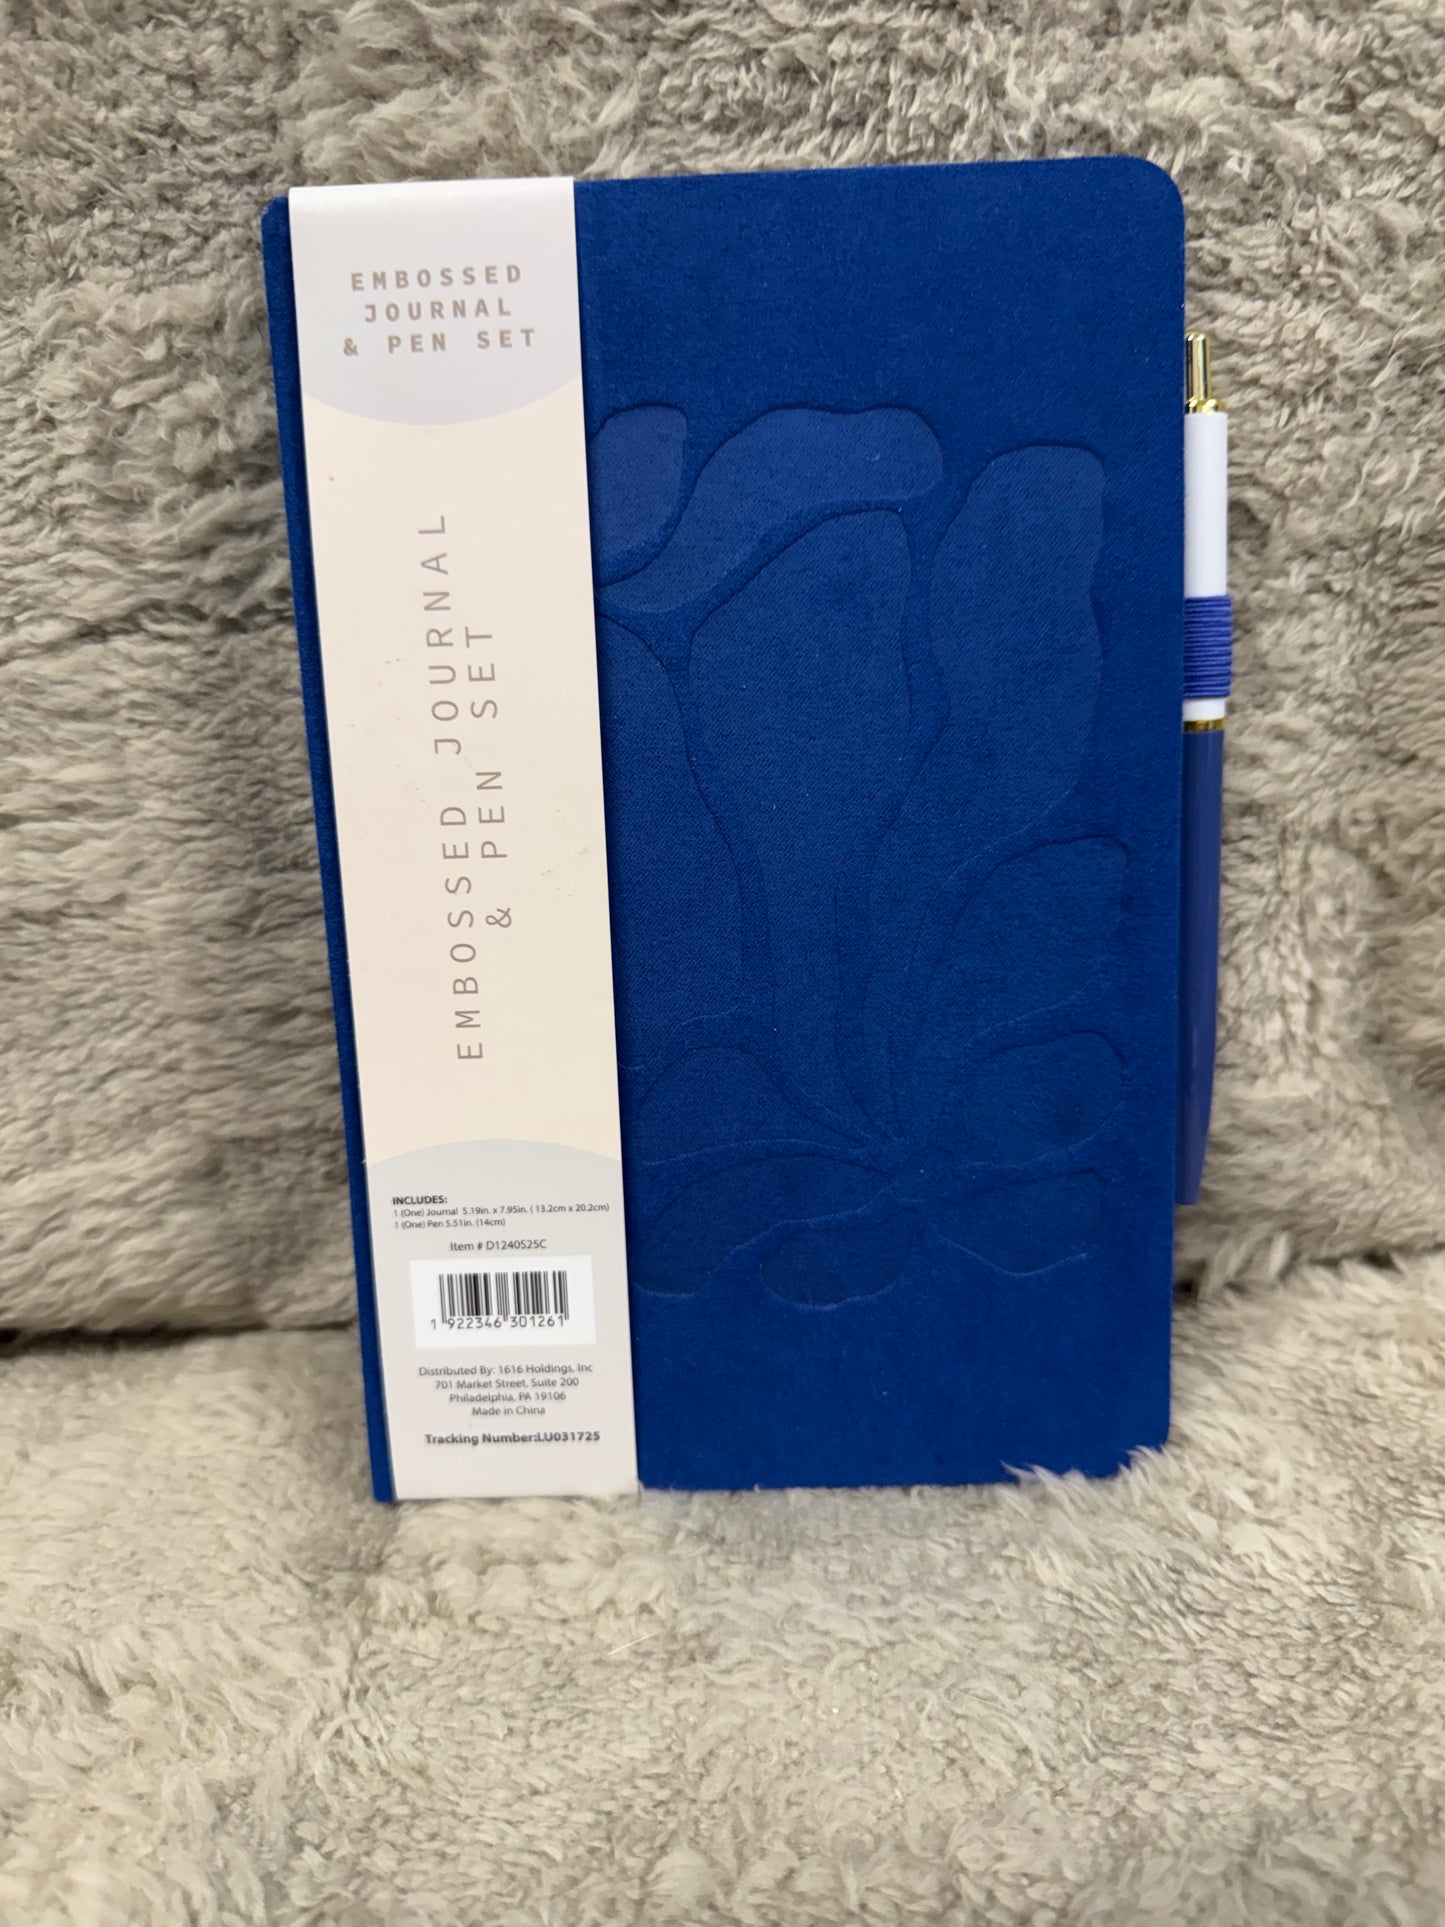 EMBOSSED
JOURNAL
& PEN SET
EMBOSSED JOURNAL
& PEN SET
INCLUDES:
1 (One) Journal 5.19in. x 7.95in. ( 13.2cm x 20.2cm)
1 (One) Pen 5.51in. (14cm)
Item # D1240S25C
1 922346 301261
Distributed By: 1616 Holdings, Inc
701 Market Street, Suite 200
Philadelphia, PA 19106
Made in China
Tracking Number:LU031725